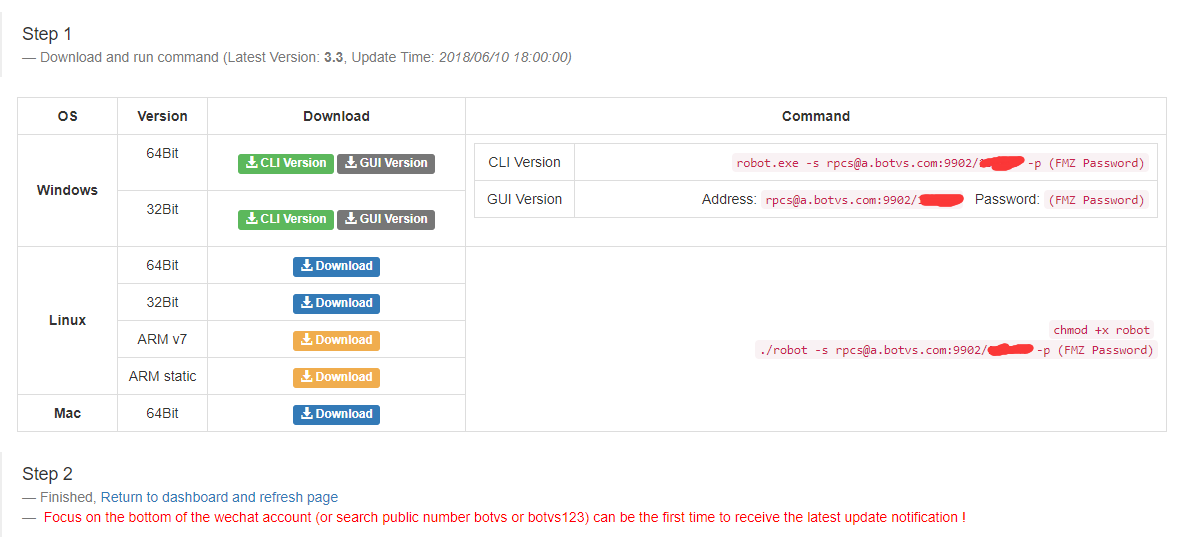 Step 1
— Download and run command (Latest Version: 3.3, Update Time: 2018/06/10 18:00:00)
OS Version Download Command
Windows
64Bit CLI Version GUI Version
32Bit CLI Version GUI Version
CLI Version robot.exe -s rpcs@a.botvs.com:9902/ -p (FMZ Password)
GUI Version Address: rpcs@a.botvs.com:9902/ Password: (FMZ Password)
Linux
64Bit Download
32Bit Download
ARM v7 Download
ARM static Download
Mac 64Bit Download
chmod +x robot
./robot -s rpcs@a.botvs.com:9902/ -p (FMZ Password)
Step 2
— Finished, Return to dashboard and refresh page
— Focus on the bottom of the wechat account (or search public number botvs or botvs123) can be the first time to receive the latest update notification !